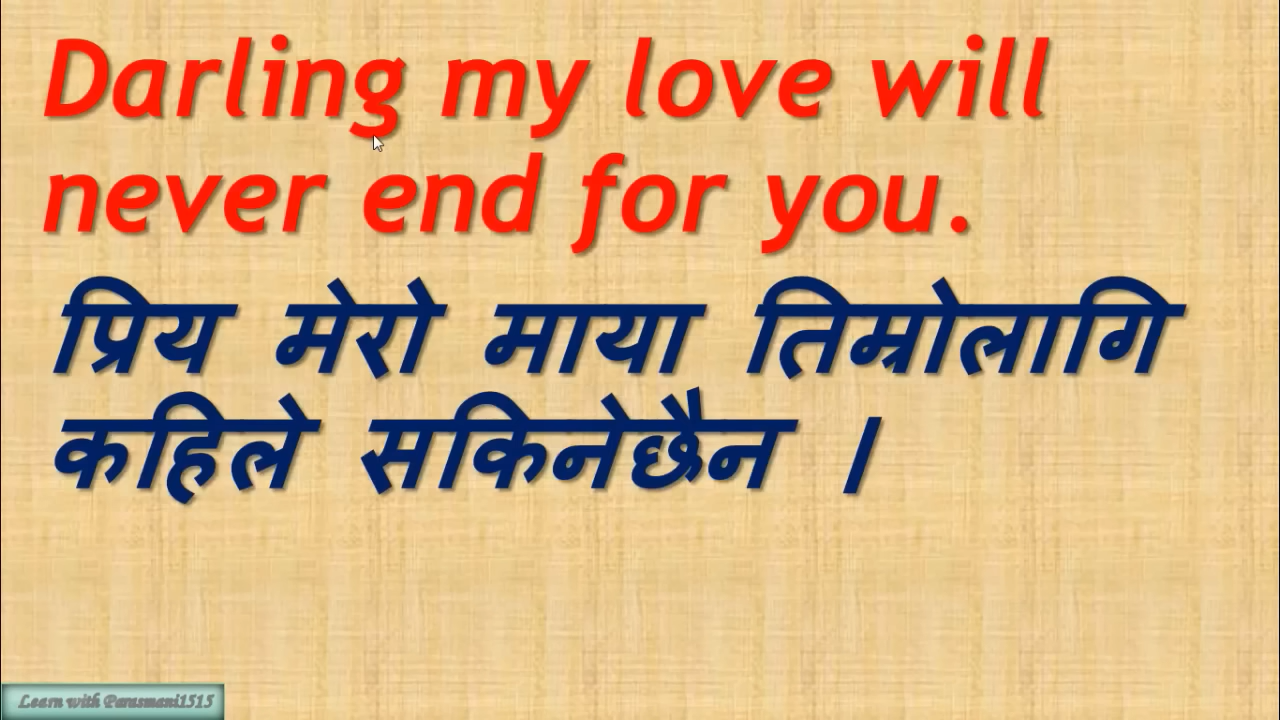 Darling my love will
never end for you.
प्रिय मेरो माया तिम्रोलागि
कहिले सकिनेछैन ।
Learn with Parasmani1515